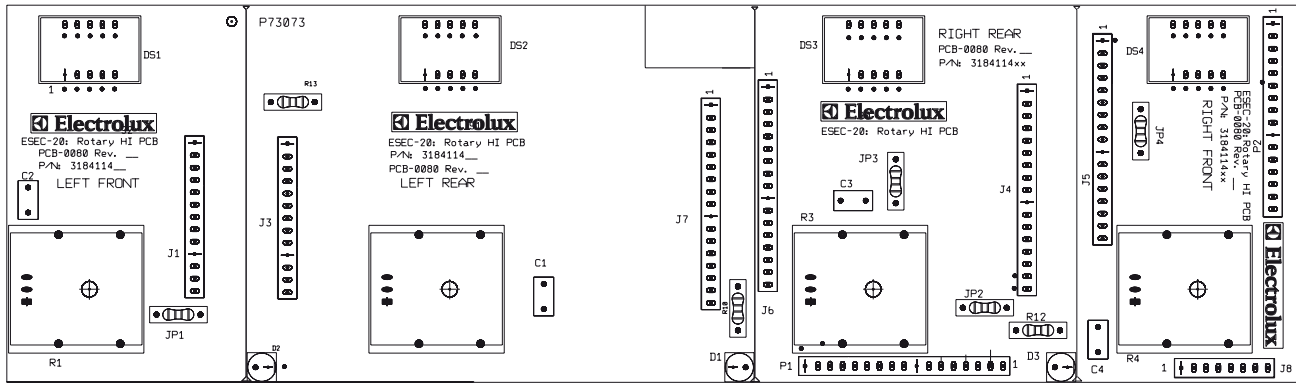 P73073
DS1
1
Electrolux
ESEC-20: Rotary HI PCB
PCB-0080 Rev. __
P/N: 3184114__
LEFT FRONT
C2
J1
JP1
R1
R13
DS2
Electrolux
ESEC-20: Rotary HI PCB
P/N: 3184114__
PCB-0080 Rev. __
LEFT REAR
J3
C1
D2
1
J7
R10
D1
1
J6
DS3
RIGHT REAR
PCB-0080 Rev. __
P/N: 3184114xx
Electrolux
ESEC-20: Rotary HI PCB
JP3
C3
R3
1
J4
JP2
R12
P1
1
D3
1
J5
DS4
JP4
ESEC-20: Rotary HI PCB
PCB-0080 Rev. __
P/N: 3184114xx
RIGHT FRONT
1
P2
Electrolux
C4
R4
1
J8